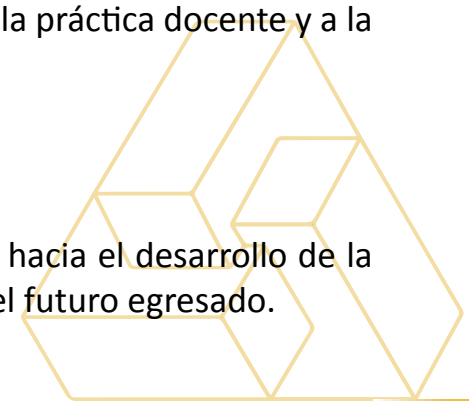 la práctica docente y a la
hacia el desarrollo de la
el futuro egresado.